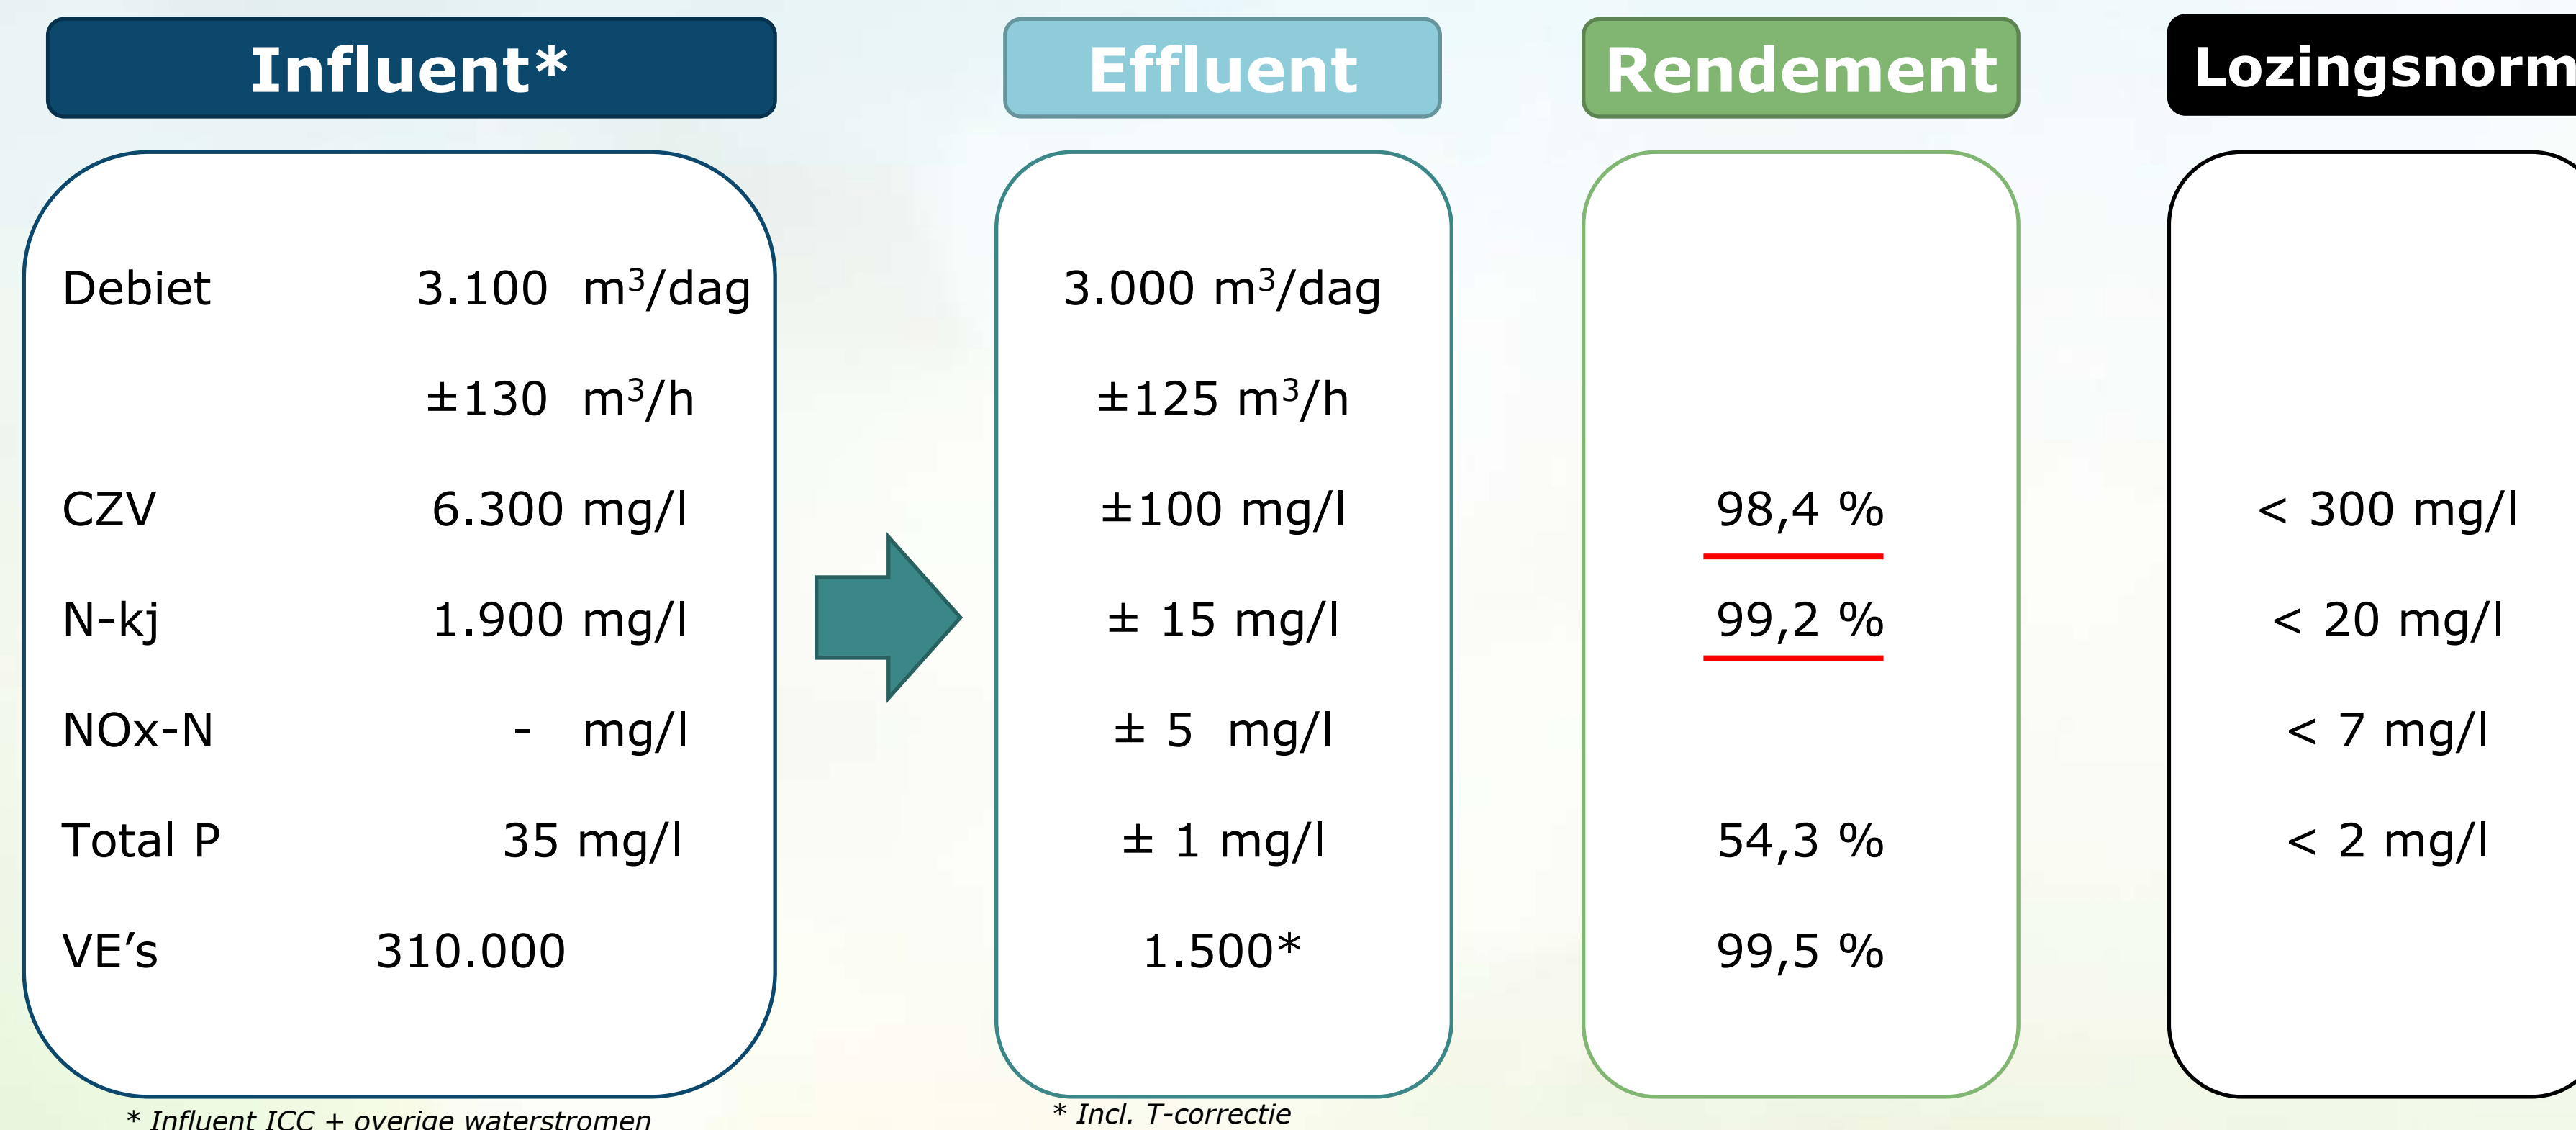 Influent* Effluent Rendement Lozingsnorm
Debiet 3.100 m³/dag 3.000 m³/dag
±130 m³/h ±125 m³/h
CZV 6.300 mg/l ±100 mg/l 98,4 % < 300 mg/l
N-kj 1.900 mg/l ± 15 mg/l 99,2 % < 20 mg/l
NOx-N - mg/l ± 5 mg/l < 7 mg/l
Total P 35 mg/l ± 1 mg/l 54,3 % < 2 mg/l
VE’s 310.000 1.500* 99,5 %
* Influent ICC + overige waterstromen * Incl. T-correctie